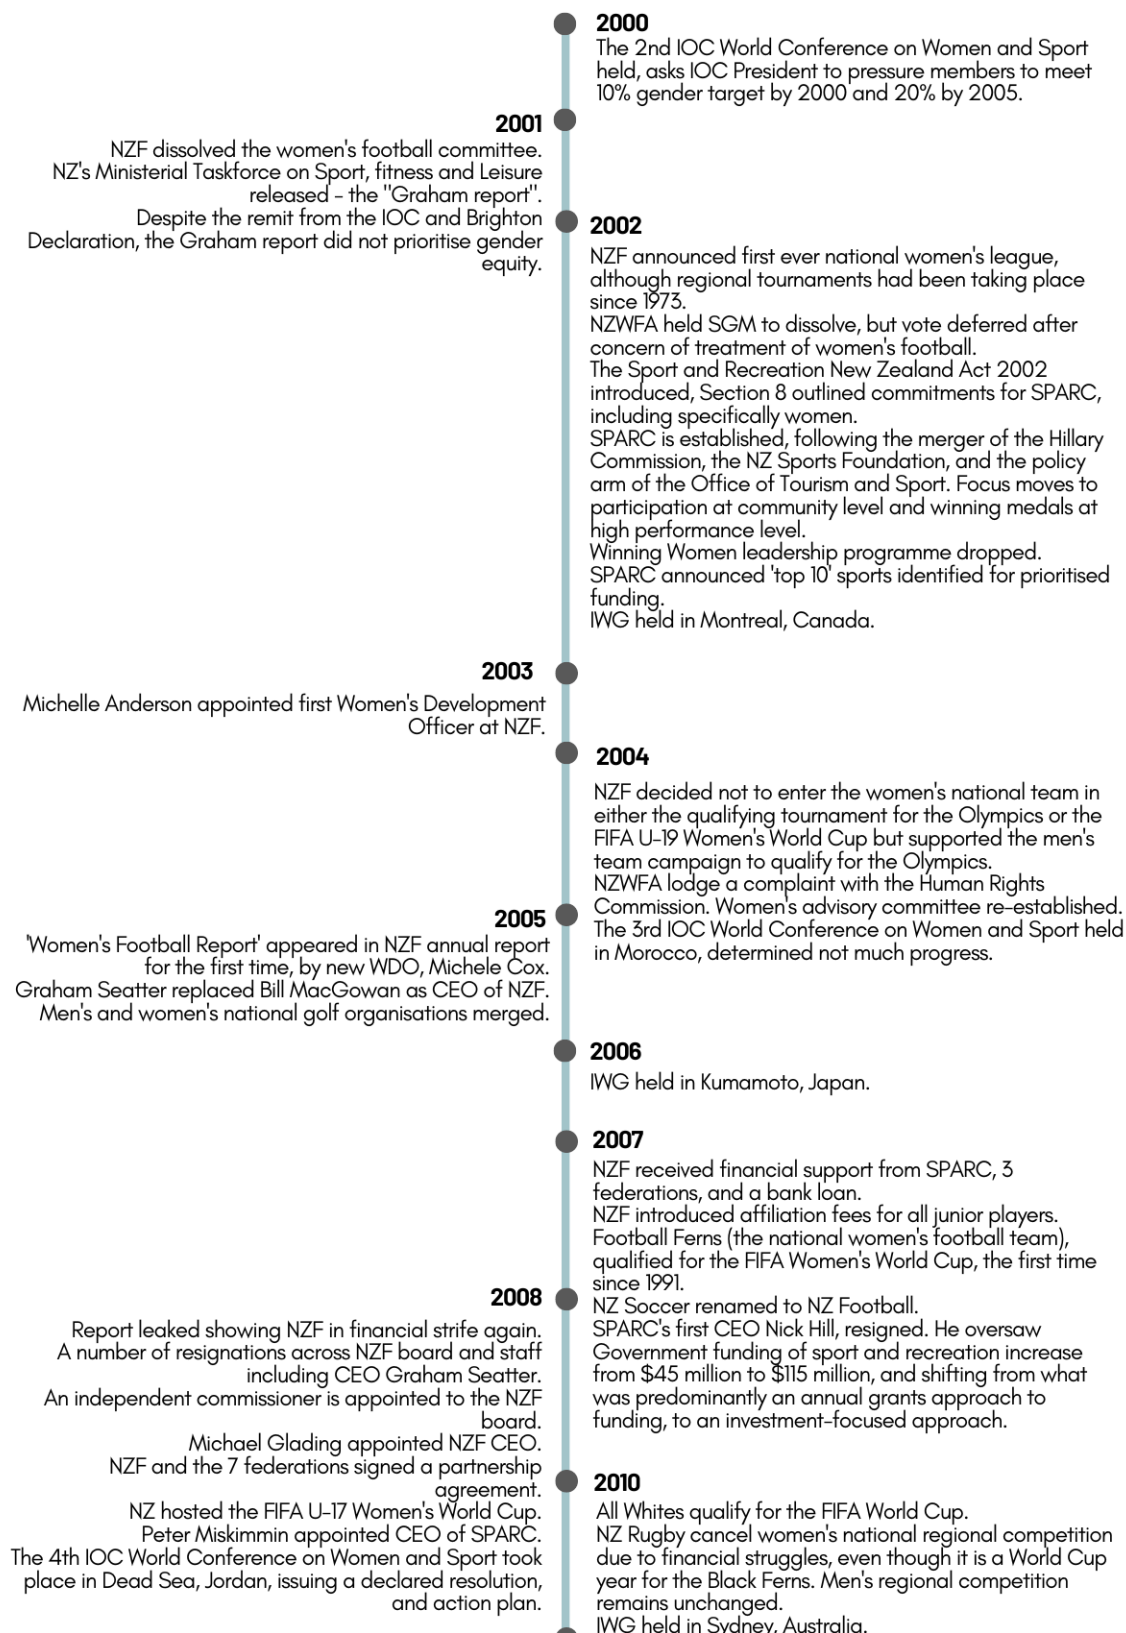 2000
The 2nd IOC World Conference on Women and Sport
held, asks IOC President to pressure members to meet
10% gender target by 2000 and 20% by 2005.
2001
NZF dissolved the women's football committee.
NZ's Ministerial Taskforce on Sport, fitness and Leisure
released - the "Graham report".
Despite the remit from the IOC and Brighton
Declaration, the Graham report did not prioritise gender
equity.
2002
NZF announced first ever national women's league,
although regional tournaments had been taking place
since 1973.
NZWFA held SGM to dissolve, but vote deferred after
concern of treatment of women's football.
The Sport and Recreation New Zealand Act 2002
introduced, Section 8 outlined commitments for SPARC,
including specifically women.
SPARC is established, following the merger of the Hillary
Commission, the NZ Sports Foundation, and the policy
arm of the Office of Tourism and Sport. Focus moves to
participation at community level and winning medals at
high performance level.
Winning Women leadership programme dropped.
SPARC announced 'top 10' sports identified for prioritised
funding.
IWG held in Montreal, Canada.
2003
Michelle Anderson appointed first Women's Development
Officer at NZF.
2004
NZF decided not to enter the women's national team in
either the qualifying tournament for the Olympics or the
FIFA U-19 Women's World Cup but supported the men's
team campaign to qualify for the Olympics.
NZWFA lodge a complaint with the Human Rights
Commission. Women's advisory committee re-established.
The 3rd IOC World Conference on Women and Sport held
in Morocco, determined not much progress.
2005
'Women's Football Report' appeared in NZF annual report
for the first time, by new WDO, Michele Cox.
Graham Seatter replaced Bill MacGowan as CEO of NZF.
Men's and women's national golf organisations merged.
2006
IWG held in Kumamoto, Japan.
2007
NZF received financial support from SPARC, 3
federations, and a bank loan.
NZF introduced affiliation fees for all junior players.
Football Ferns (the national women's football team),
qualified for the FIFA Women's World Cup, the first time
since 1991.
NZ Soccer renamed to NZ Football.
SPARC's first CEO Nick Hill, resigned. He oversaw
Government funding of sport and recreation increase
from $45 million to $115 million, and shifting from what
was predominantly an annual grants approach to
funding, to an investment-focused approach.
2008
Report leaked showing NZF in financial strife again.
A number of resignations across NZF board and staff
including CEO Graham Seatter.
An independent commissioner is appointed to the NZF
board.
Michael Glading appointed NZF CEO.
NZF and the 7 federations signed a partnership
agreement.
NZ hosted the FIFA U-17 Women's World Cup.
Peter Miskimmin appointed CEO of SPARC.
The 4th IOC World Conference on Women and Sport took
place in Dead Sea, Jordan, issuing a declared resolution,
and action plan.
2010
All Whites qualify for the FIFA World Cup.
NZ Rugby cancel women's national regional competition
due to financial struggles, even though it is a World Cup
year for the Black Ferns. Men's regional competition
remains unchanged.
IWG held in Sydney, Australia.